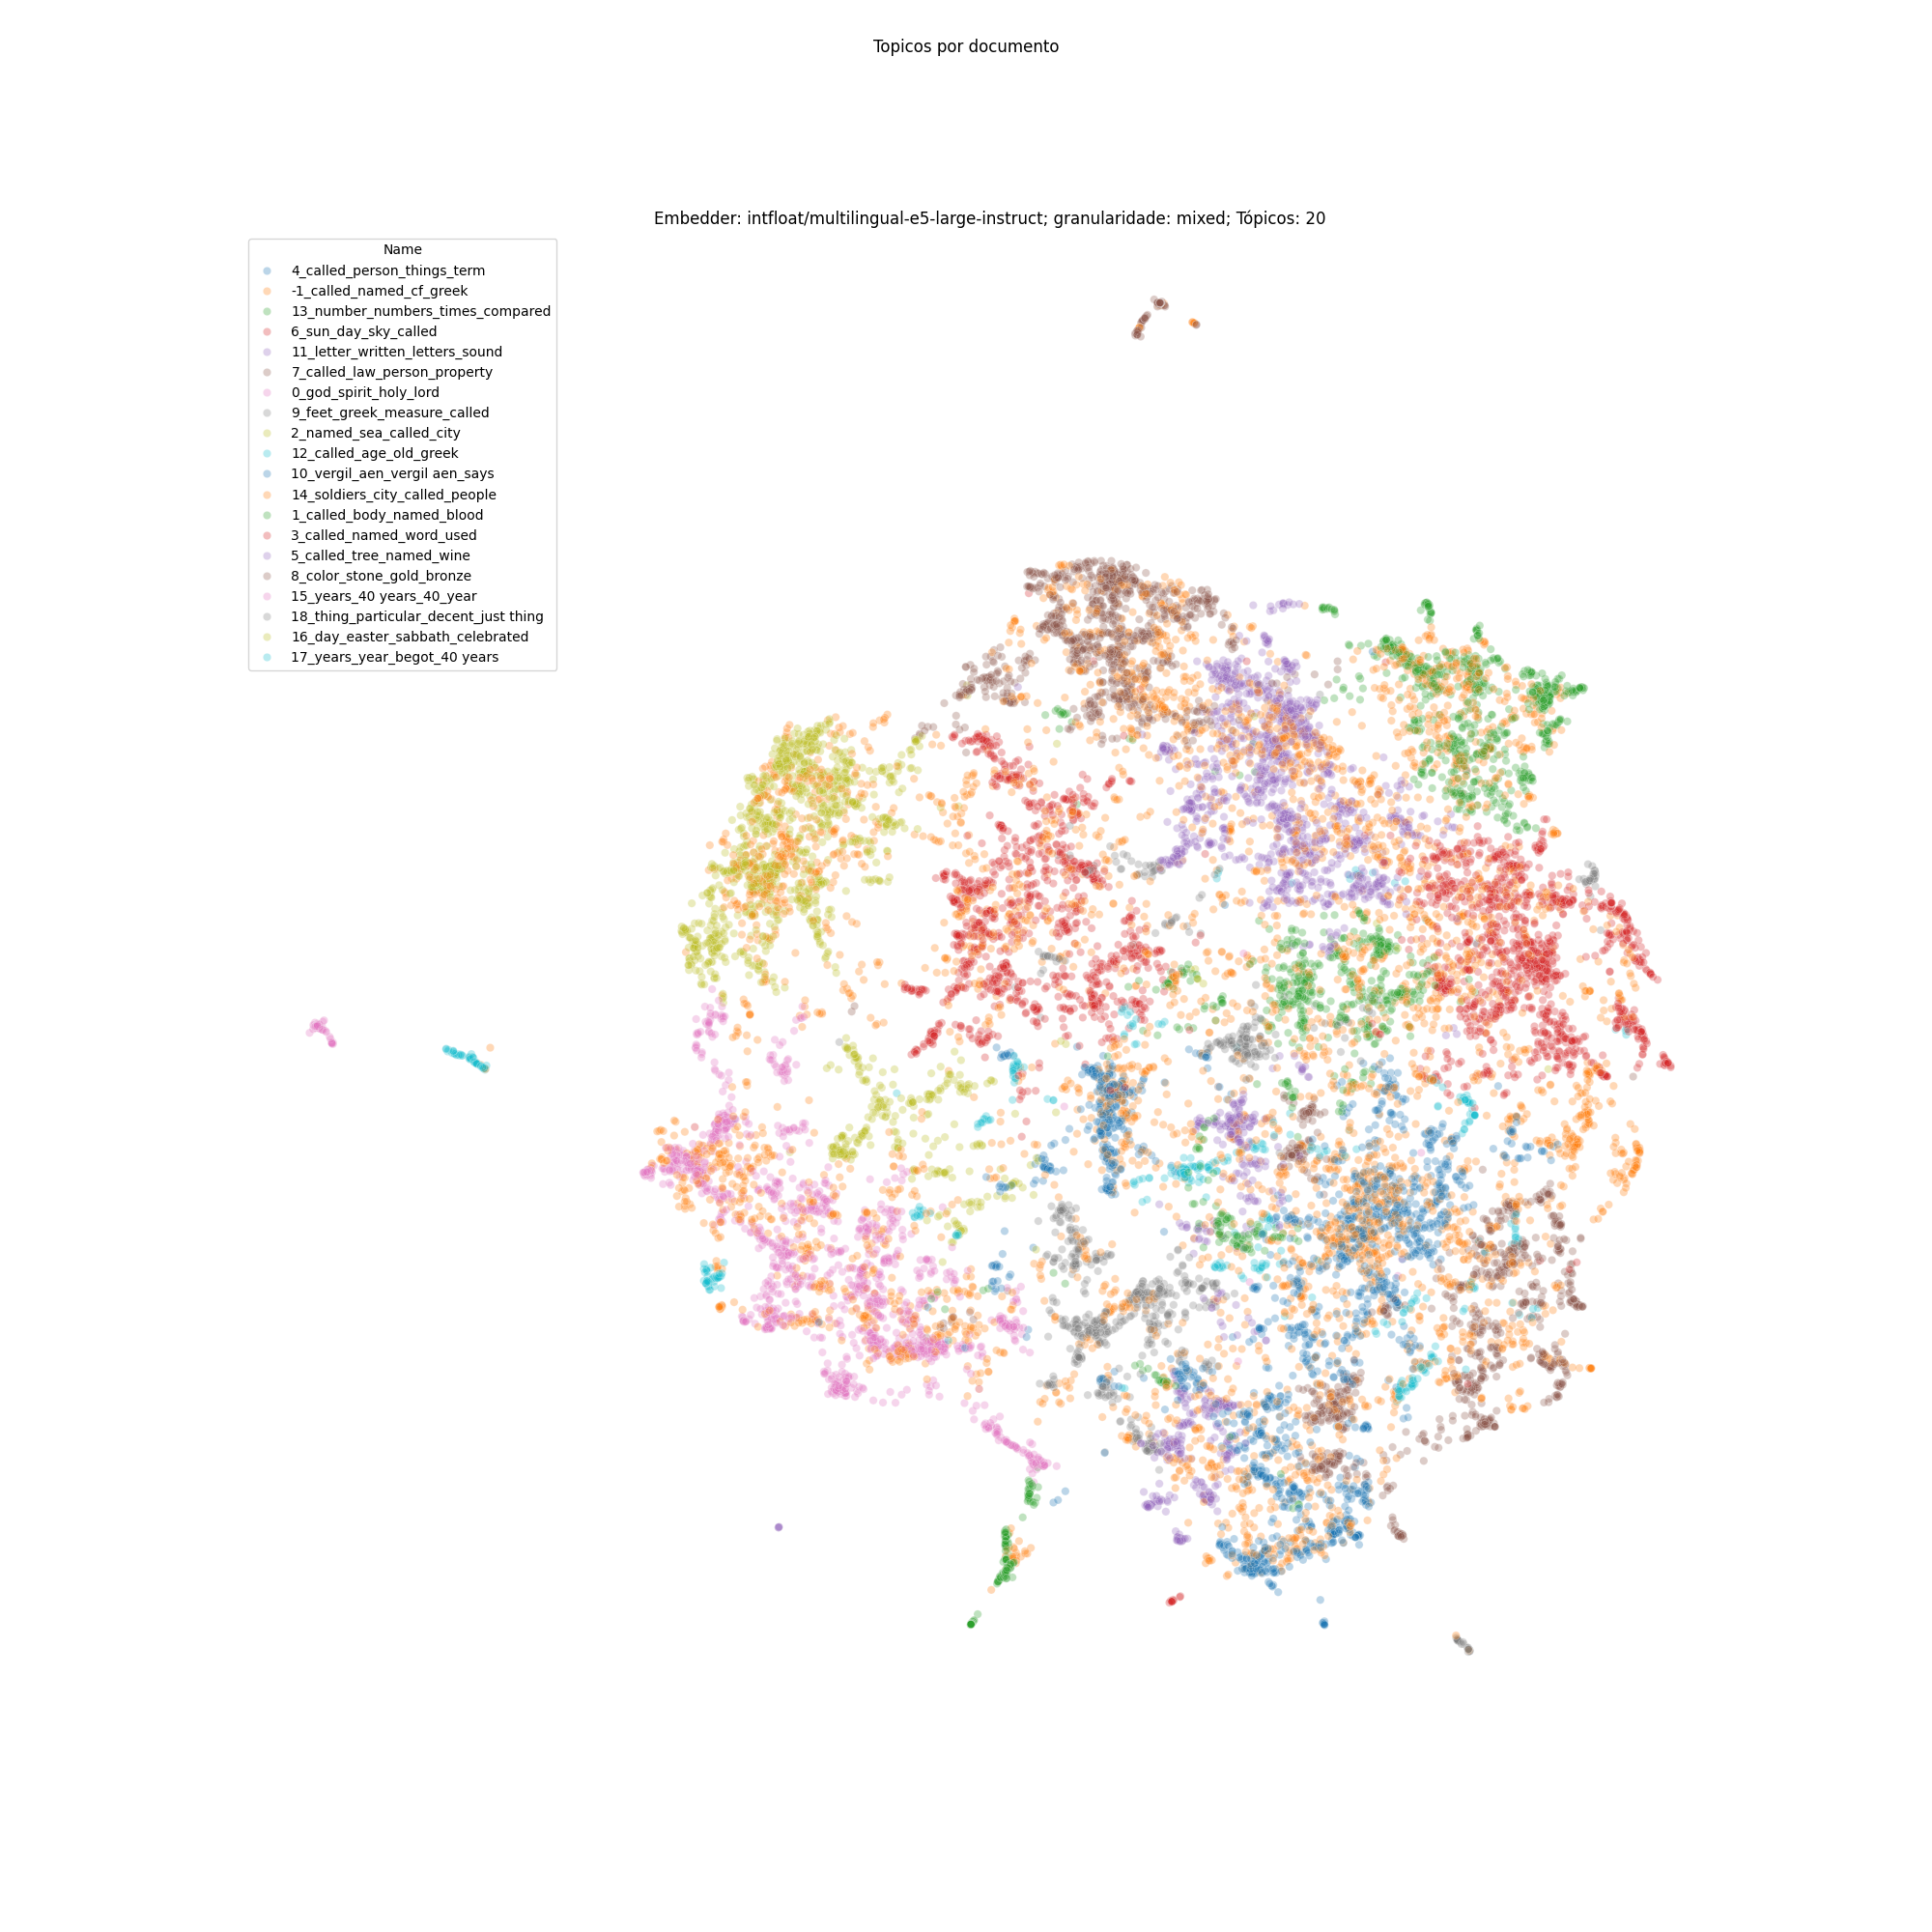 Topicos por documento
Embedder: intfloat/multilingual-e5-large-instruct; granularidade: mixed; Tópicos: 20
Name
4_called_person_things_term
-1_called_named_cf_greek
13_number_numbers_times_compared
6_sun_day_sky_called
11_letter_written_letters_sound
7_called_law_person_property
0_god_spirit_holy_lord
9_feet_greek_measure_called
2_named_sea_called_city
12_called_age_old_greek
10_vergil_aen_vergil aen_says
14_soldiers_city_called_people
1_called_body_named_blood
3_called_named_word_used
5_called_tree_named_wine
8_color_stone_gold_bronze
15_years_40 years_40_year
18_thing_particular_decent_just thing
16_day_easter_sabbath_celebrated
17_years_year_begot_40 years